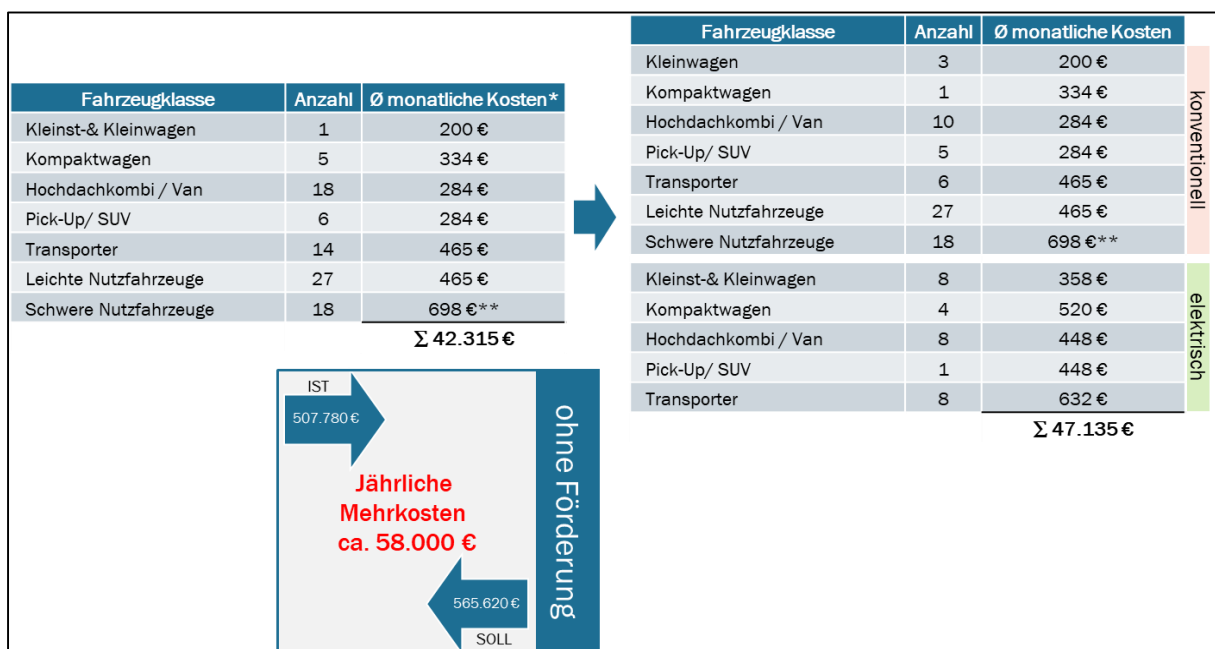 Fahrzeugklasse Anzahl Ø monatliche Kosten*
Kleinst-& Kleinwagen 1 200 €
Kompaktwagen 5 334 €
Hochdachkombi / Van 18 284 €
Pick-Up/ SUV 6 284 €
Transporter 14 465 €
Leichte Nutzfahrzeuge 27 465 €
Schwere Nutzfahrzeuge 18 698 €**
Σ 42.315 €
Fahrzeugklasse Anzahl Ø monatliche Kosten
Kleinwagen 3 200 €
Kompaktwagen 1 334 €
Hochdachkombi / Van 10 284 €
Pick-Up/ SUV 5 284 €
Transporter 6 465 €
Leichte Nutzfahrzeuge 27 465 €
Schwere Nutzfahrzeuge 18 698 €**
konventionell
Kleinst-& Kleinwagen 8 358 €
Kompaktwagen 4 520 €
Hochdachkombi / Van 8 448 €
Pick-Up/ SUV 1 448 €
Transporter 8 632 €
elektrisch
Σ 47.135 €
IST
507.780 €
Jährliche
Mehrkosten
ca. 58.000 €
565.620 €
SOLL
ohne Förderung